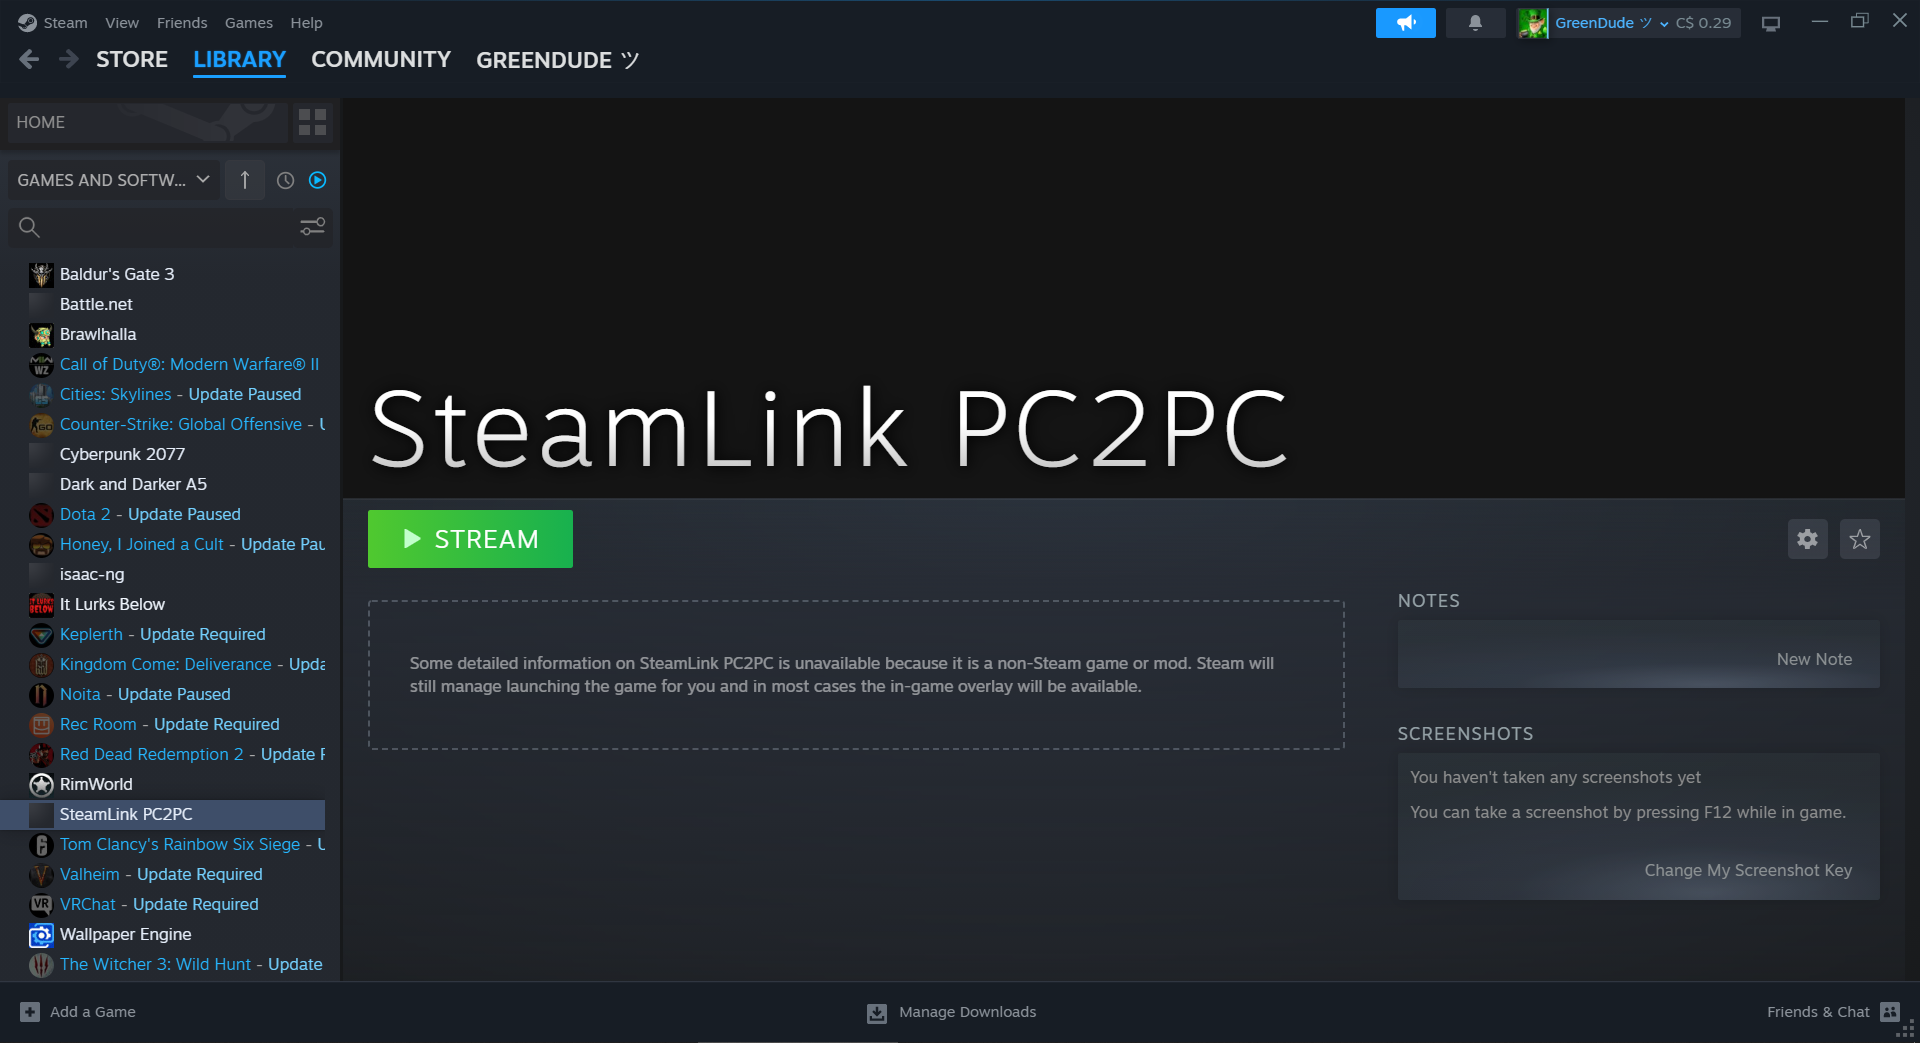 Steam View Friends Games Help
GreenDude ツ C$ 0.29
STORE LIBRARY COMMUNITY GREENDUDE ツ
HOME
GAMES AND SOFTW...
Baldur's Gate 3
Battle.net
Brawlhalla
Call of Duty®: Modern Warfare® II
Cities: Skylines - Update Paused
Counter-Strike: Global Offensive - U
Cyberpunk 2077
Dark and Darker A5
Dota 2 - Update Paused
Honey, I Joined a Cult - Update Pau
isaac-ng
It Lurks Below
Keplerth - Update Required
Kingdom Come: Deliverance - Upda
Noita - Update Paused
Rec Room - Update Required
Red Dead Redemption 2 - Update R
RimWorld
SteamLink PC2PC
Tom Clancy's Rainbow Six Siege - U
Valheim - Update Required
VRChat - Update Required
Wallpaper Engine
The Witcher 3: Wild Hunt - Update
SteamLink PC2PC
STREAM
Some detailed information on SteamLink PC2PC is unavailable because it is a non-Steam game or mod. Steam will
still manage launching the game for you and in most cases the in-game overlay will be available.
NOTES
New Note
SCREENSHOTS
You haven't taken any screenshots yet
You can take a screenshot by pressing F12 while in game.
Change My Screenshot Key
Add a Game
Manage Downloads
Friends & Chat